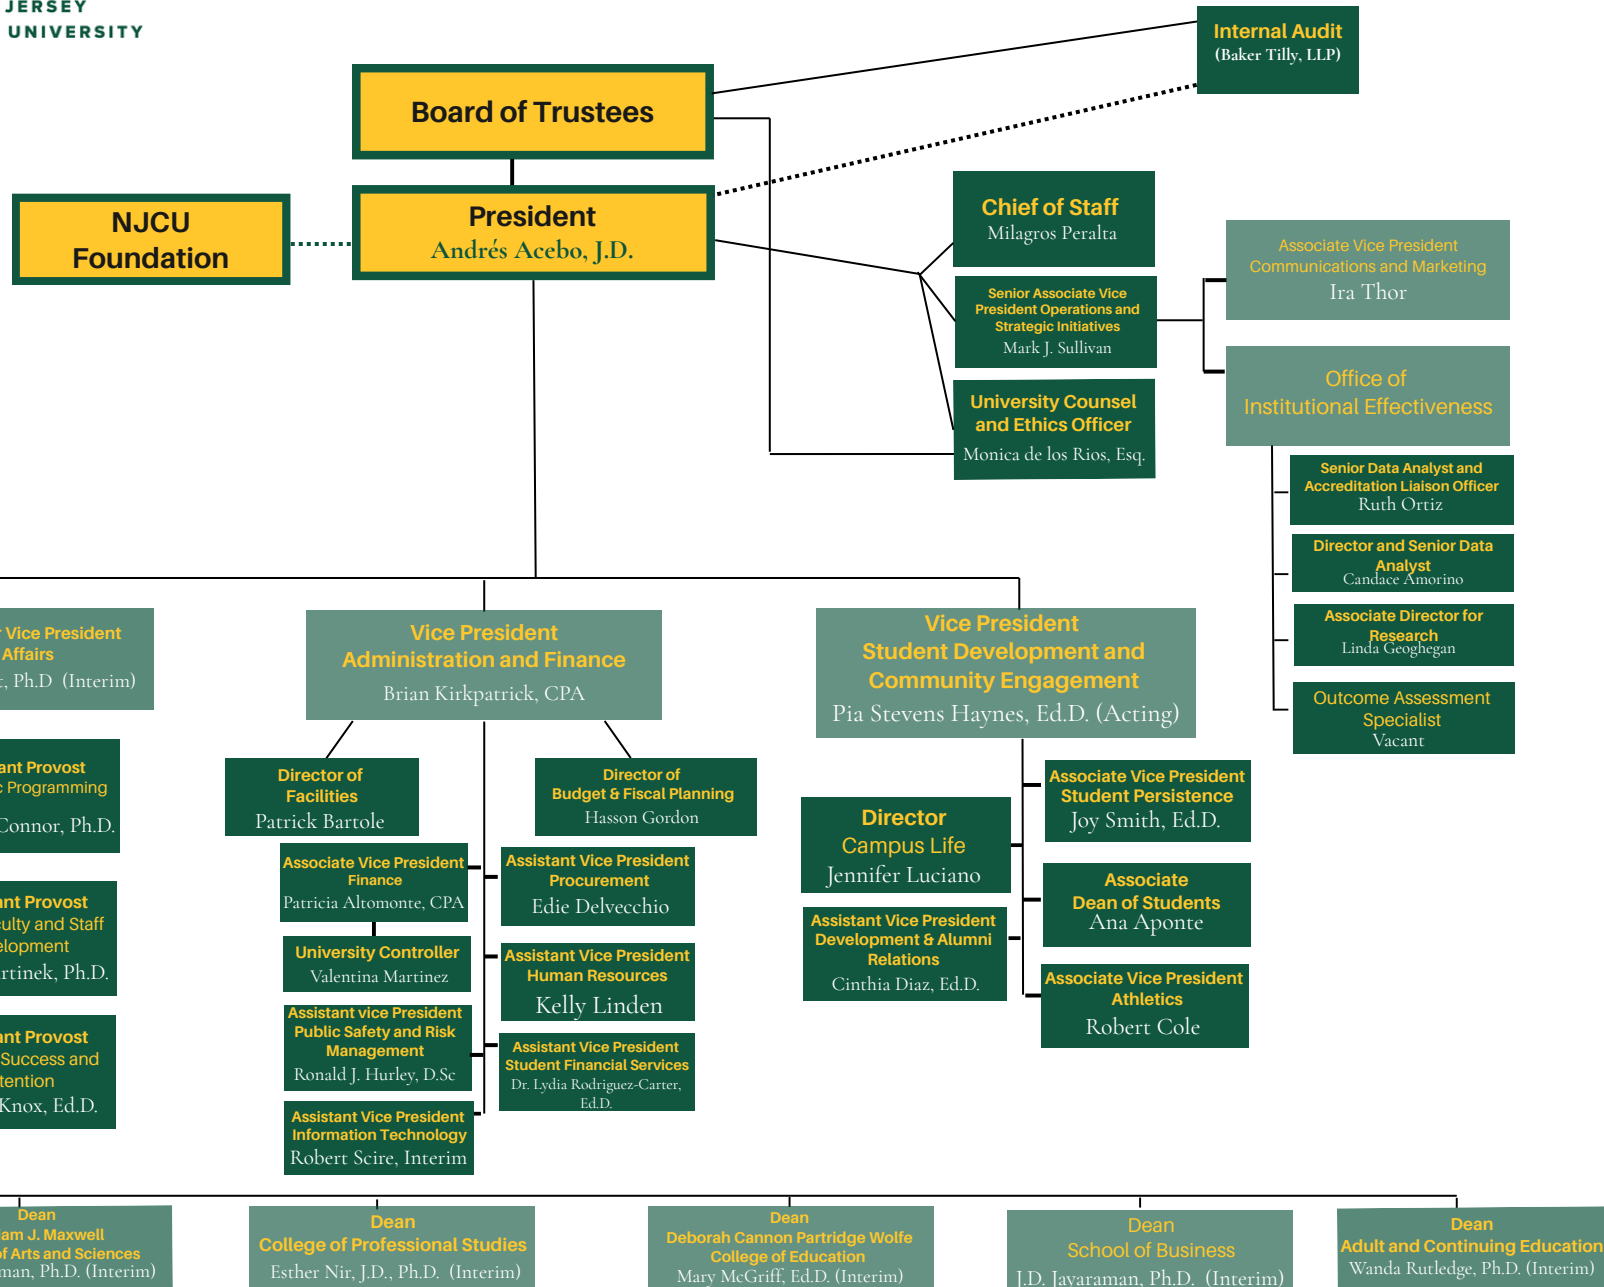 JERSEY
UNIVERSITY
Internal Audit
(Baker Tilly, LLP)
Board of Trustees
President
Andrés Acebo, J.D.
NJCU
Foundation
Chief of Staff
Milagros Peralta
Senior Associate Vice
President Operations and
Strategic Initiatives
Mark J. Sullivan
University Counsel
and Ethics Officer
Monica de los Rios, Esq.
Associate Vice President
Communications and Marketing
Ira Thor
Office of
Institutional Effectiveness
Senior Data Analyst and
Accreditation Liaison Officer
Ruth Ortiz
Director and Senior Data
Analyst
Candace Amorino
Associate Director for
Research
Linda Geoghegan
Outcome Assessment
Specialist
Vacant
Vice President
Affairs
Ph.D (Interim)
Provost
Programming
Connor, Ph.D.
Provost
and Staff
Ph.D.
Provost
Success and
Knox, Ed.D.
Vice President
Administration and Finance
Brian Kirkpatrick, CPA
Director of
Facilities
Patrick Bartole
Director of
Budget & Fiscal Planning
Hasson Gordon
Associate Vice President
Finance
Patricia Altomonte, CPA
University Controller
Valentina Martinez
Assistant vice President
Public Safety and Risk
Management
Ronald J. Hurley, D.Sc
Assistant Vice President
Information Technology
Robert Scire, Interim
Assistant Vice President
Procurement
Edie Delvecchio
Assistant Vice President
Human Resources
Kelly Linden
Assistant Vice President
Student Financial Services
Dr. Lydia Rodriguez-Carter,
Ed.D.
Vice President
Student Development and
Community Engagement
Pia Stevens Haynes, Ed.D. (Acting)
Director
Campus Life
Jennifer Luciano
Assistant Vice President
Development & Alumni
Relations
Cinthia Diaz, Ed.D.
Associate Vice President
Student Persistence
Joy Smith, Ed.D.
Associate
Dean of Students
Ana Aponte
Associate Vice President
Athletics
Robert Cole
Dean
J. Maxwell
of Arts and Sciences
Ph.D. (Interim)
Dean
College of Professional Studies
Esther Nir, J.D., Ph.D. (Interim)
Dean
Deborah Cannon Partridge Wolfe
College of Education
Mary McGriff, Ed.D. (Interim)
Dean
School of Business
J.D. Jayaraman, Ph.D. (Interim)
Dean
Adult and Continuing Education
Wanda Rutledge, Ph.D. (Interim)